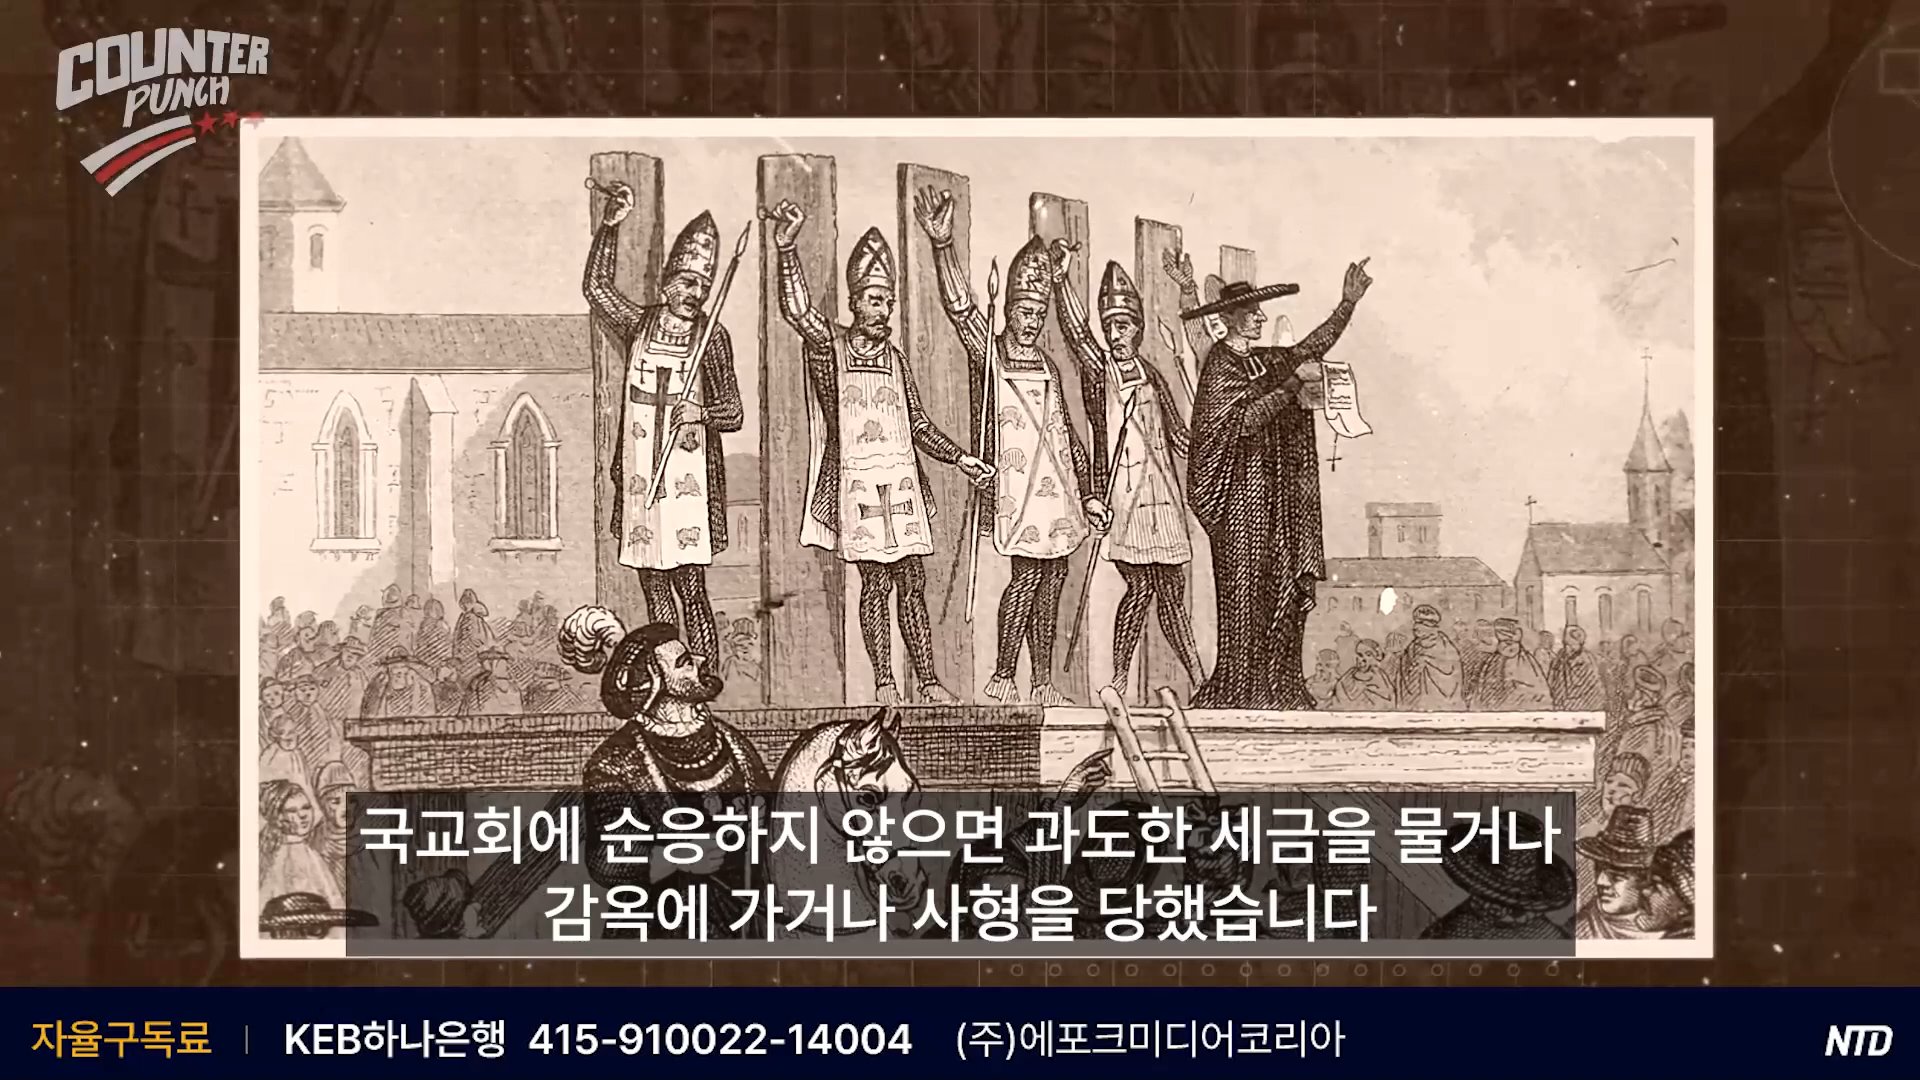 COUNTER
PUNCH
국교회에 순응하지 않으면 과도한 세금을 물거나
감옥에 가거나 사형을 당했습니다
자율구독료 | KEB하나은행 415-910022-14004 (주)에포크미디어코리아
NTD